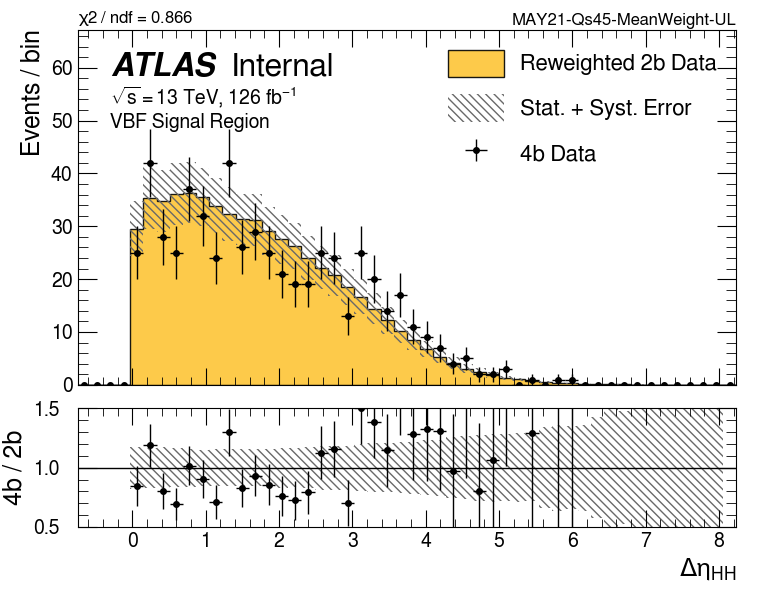 χ² / ndf = 0.866
MAY21-Qs45-MeanWeight-UL
ATLAS Internal
√s = 13 TeV, 126 fb⁻¹
VBF Signal Region
Reweighted 2b Data
Stat. + Syst. Error
4b Data
Events / bin
60
50
40
30
20
10
0
4b / 2b
1.5
1.0
0.5
0 1 2 3 4 5 6 7 8
Δη_HH